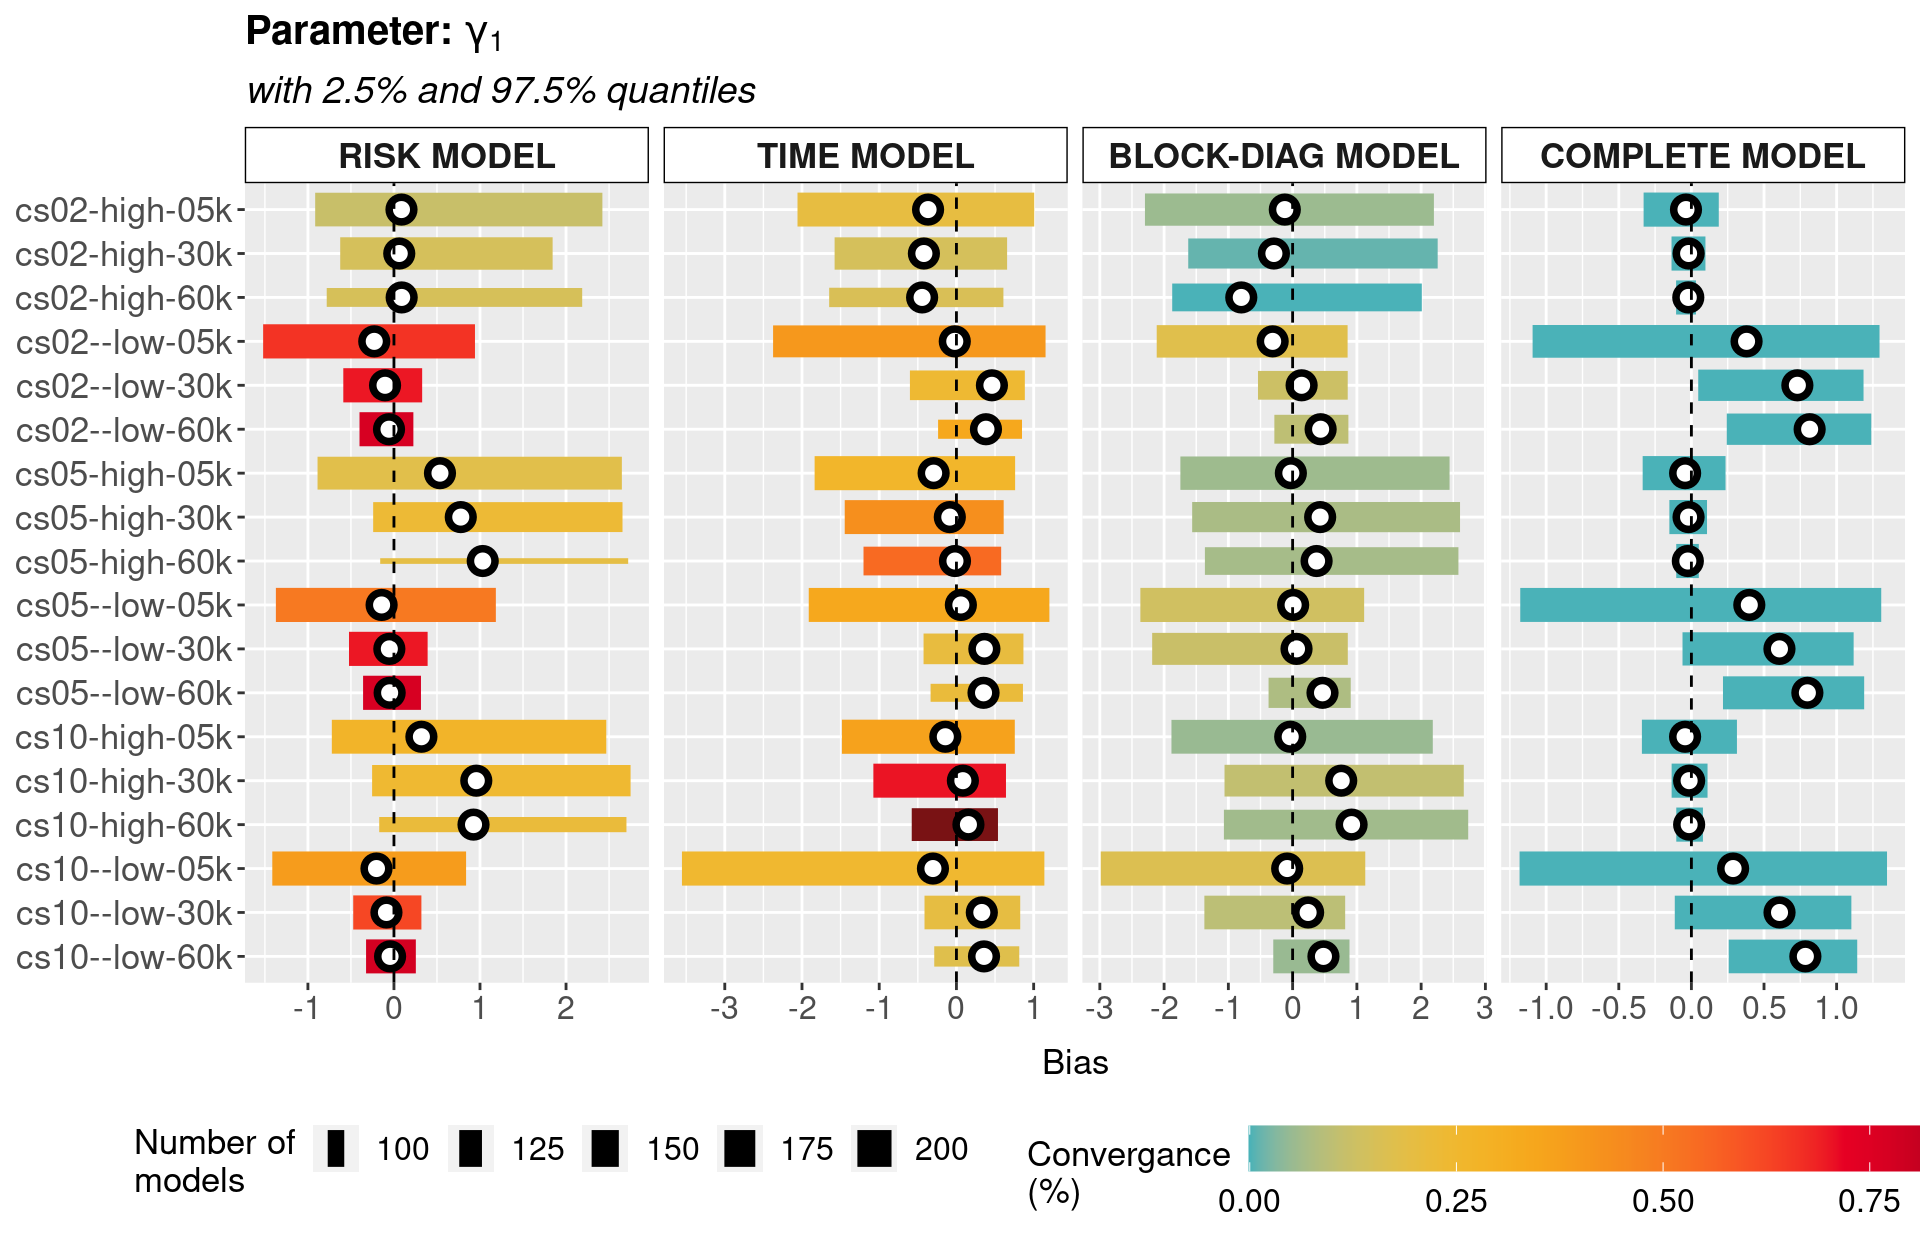 Parameter: γ1
with 2.5% and 97.5% quantiles
RISK MODEL TIME MODEL BLOCK-DIAG MODEL COMPLETE MODEL
cs02-high-05k
cs02-high-30k
cs02-high-60k
cs02--low-05k
cs02--low-30k
cs02--low-60k
cs05-high-05k
cs05-high-30k
cs05-high-60k
cs05--low-05k
cs05--low-30k
cs05--low-60k
cs10-high-05k
cs10-high-30k
cs10-high-60k
cs10--low-05k
cs10--low-30k
cs10--low-60k
-1 0 1 2 -3 -2 -1 0 1 -3 -2 -1 0 1 2 3 -1.0 -0.5 0.0 0.5 1.0
Bias
Number of
models
100 125 150 175 200
Convergance
(%)
0.00 0.25 0.50 0.75